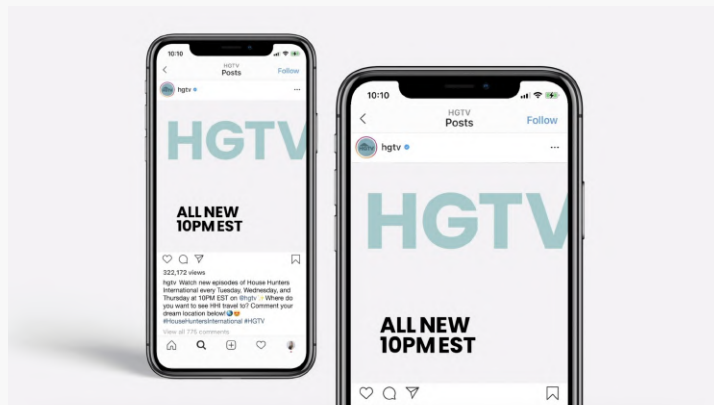 10:10
HGTV
Posts
Follow
hgtv
HGTV
ALL NEW
10PM EST
322,172 views
hgtv Watch new episodes of House Hunters
International every Tuesday, Wednesday, and
Thursday at 10PM EST on @hgtv ✨Where do
you want to see HHI travel to? Comment your
dream location below!🌎😍
#HouseHuntersInternational #HGTV
View all 775 comments
10:10
HGTV
Posts
Follow
hgtv
HGTV
ALL NEW
10PM EST